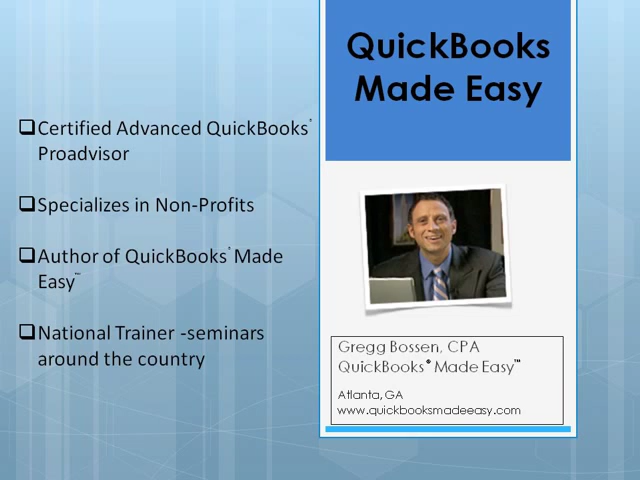 QuickBooks
Made Easy
❑Certified Advanced QuickBooks®
Proadvisor
❑Specializes in Non-Profits
❑Author of QuickBooks® Made
Easy™
❑National Trainer -seminars
around the country
Gregg Bossen, CPA
QuickBooks® Made Easy™
Atlanta, GA
www.quickbooksmadeeasy.com